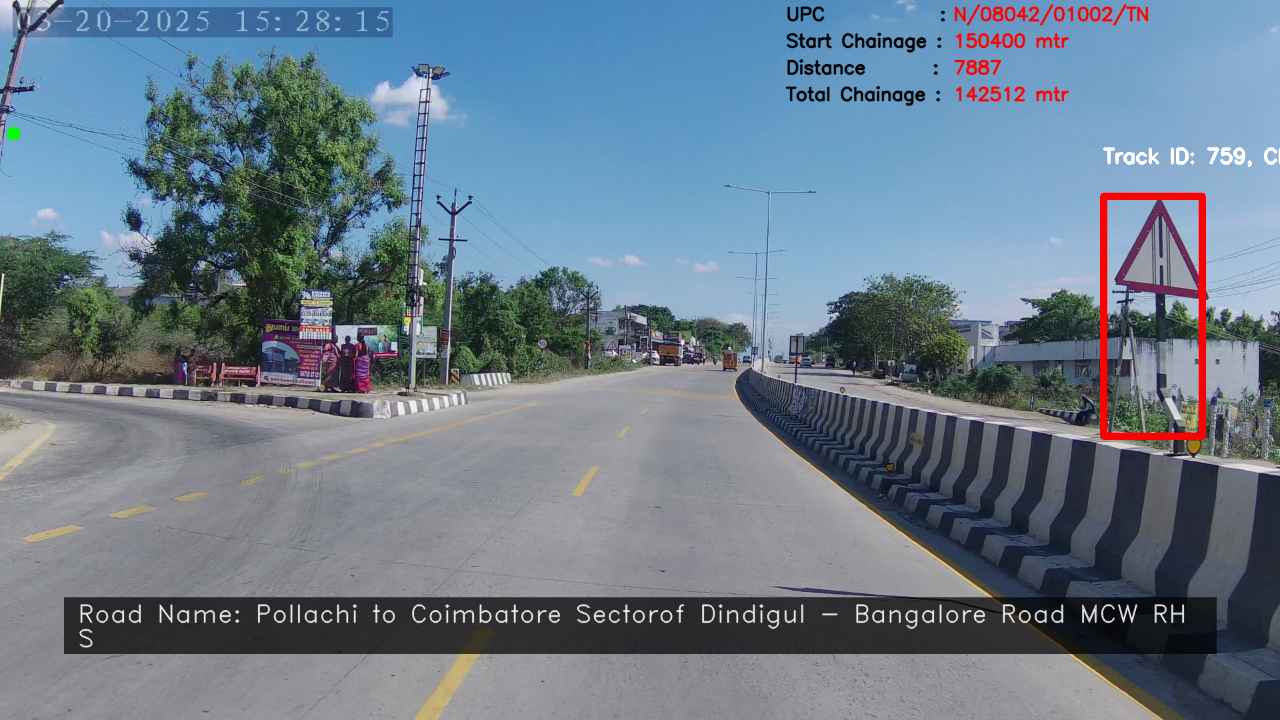 03-20-2025 15:28:15
UPC : N/08042/01002/TN
Start Chainage : 150400 mtr
Distance : 7887
Total Chainage : 142512 mtr
Track ID: 759, Cl
Road Name: Pollachi to Coimbatore Sectorof Dindigul - Bangalore Road MCW RH
S